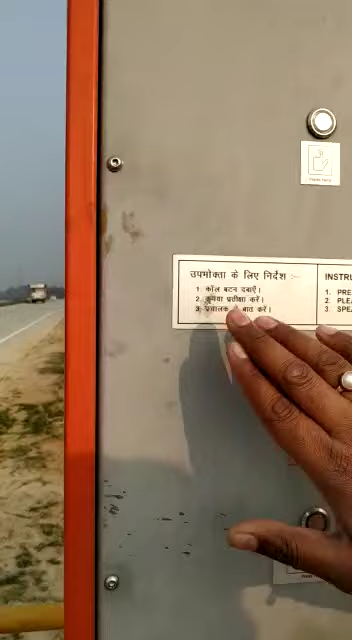 उपभोक्ता के लिए निर्देश :-
1. कॉल बटन दबाएँ।
2. कृपया प्रतीक्षा करें।
3. प्रचालक से बात करें।
INSTRU
1. PRE
2. PLEA
3. SPEA